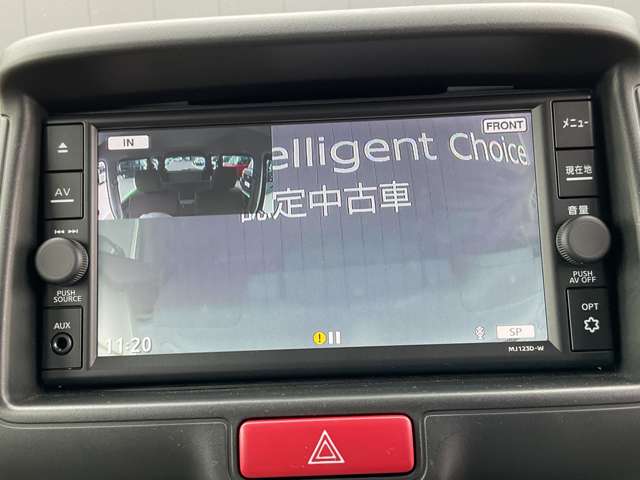 IN
FRONT
elligent Choice
認定中古車
AV
PUSH
SOURCE
AUX
メニュー
現在地
音量
PUSH
AV OFF
OPT
11:20
SP
MJ123D-W